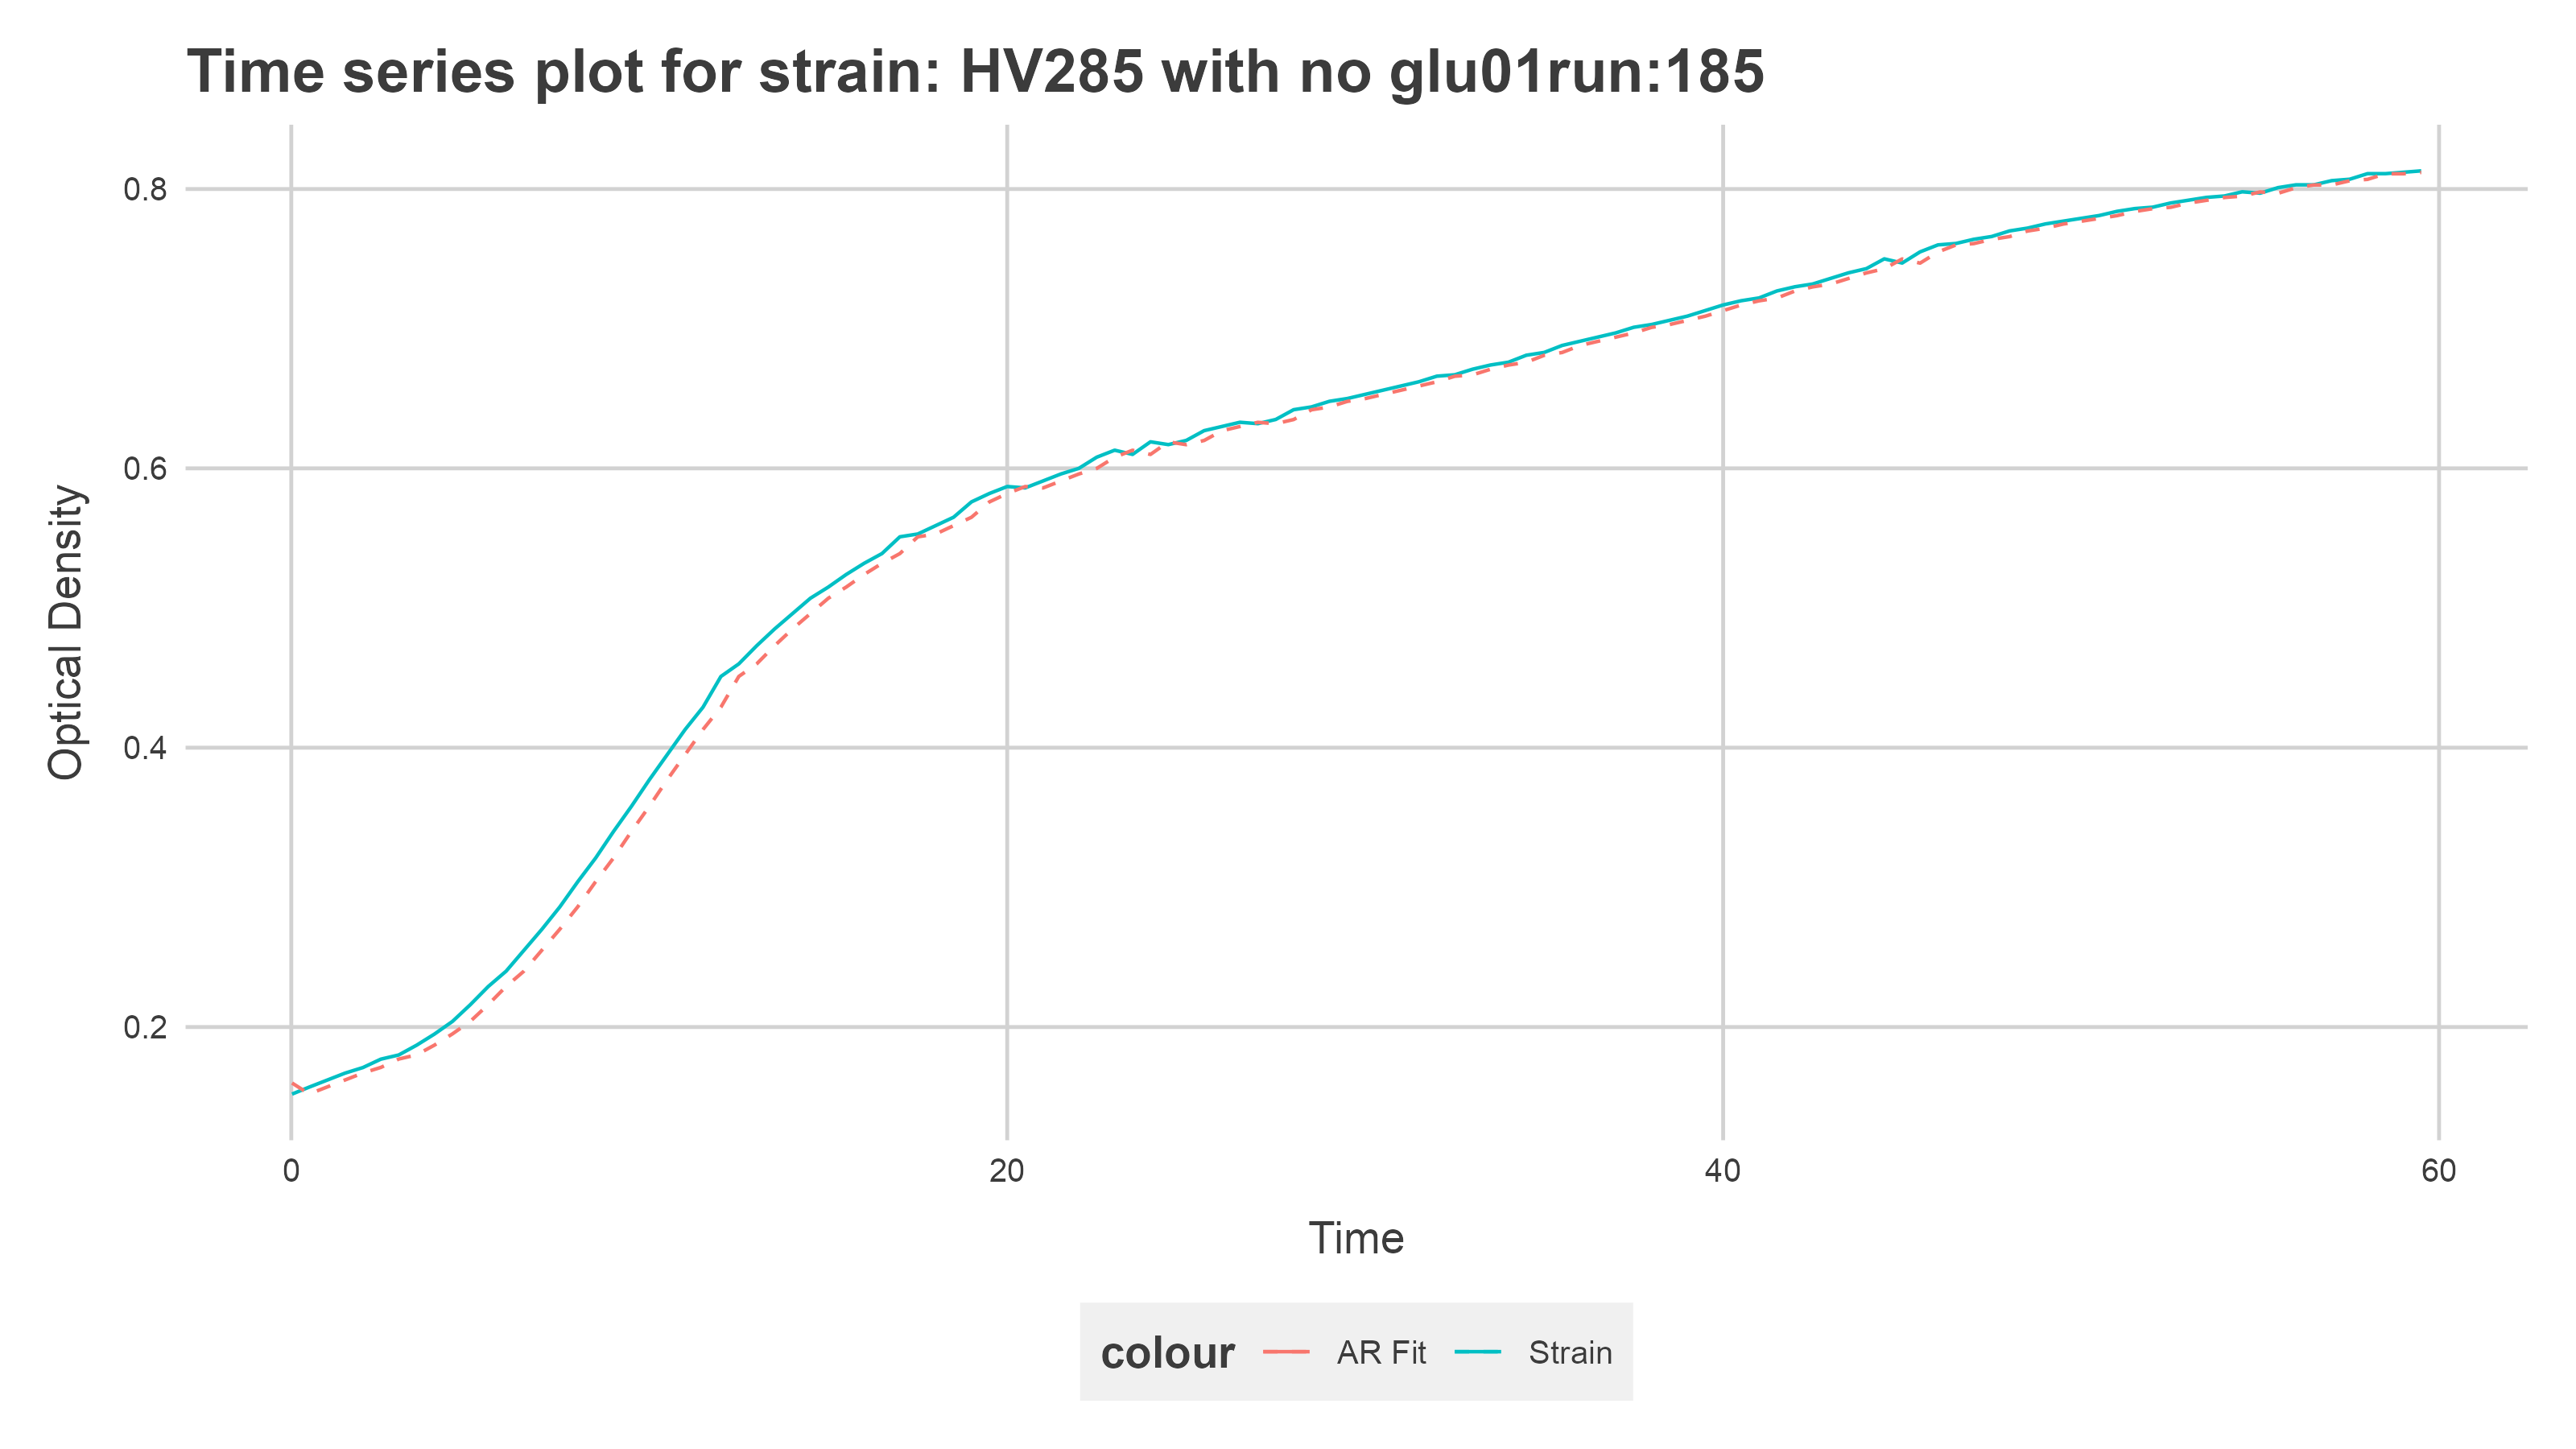 Time series plot for strain: HV285 with no glu01run:185
0.8
0.6
0.4
0.2
Optical Density
0 20 40 60
Time
colour AR Fit Strain